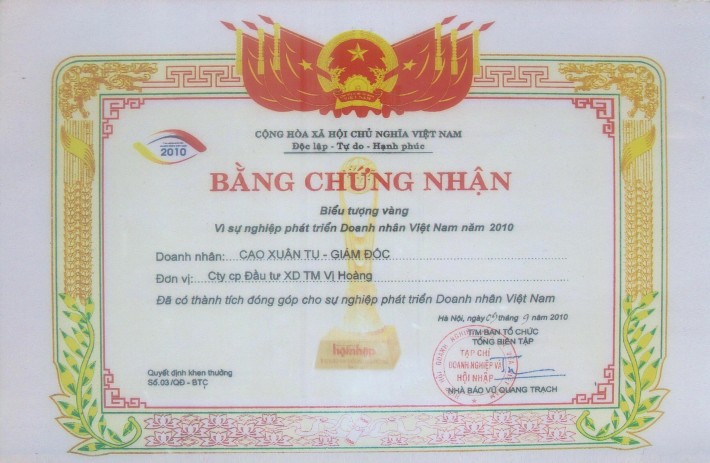 CỘNG HÒA XÃ HỘI CHỦ NGHĨA VIỆT NAM
Độc lập - Tự do - Hạnh phúc
2010
BẰNG CHỨNG NHẬN
Biểu tượng vàng
Vì sự nghiệp phát triển Doanh nhân Việt Nam năm 2010
Doanh nhân: CAO XUÂN TU - GIÁM ĐỐC
Đơn vị: Cty cp Đầu tư XD TM Vị Hoàng
Đã có thành tích đóng góp cho sự nghiệp phát triển Doanh nhân Việt Nam
Hà Nội, ngày tháng 9 năm 2010
T/M BAN TỔ CHỨC
TỔNG BIÊN TẬP
TẠP CHÍ
DOANH NGHIỆP VÀ
HỘI NHẬP
NHÀ BÁO VŨ QUANG TRẠCH
hội nhập
Quyết định khen thưởng
Số 03/QĐ - BTC